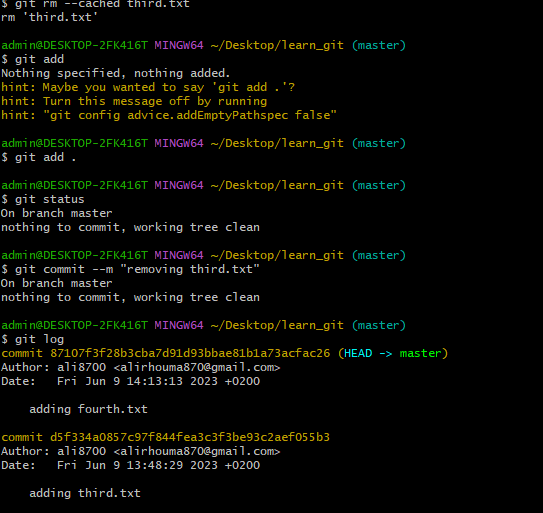 $ git rm --cached third.txt
rm 'third.txt'
admin@DESKTOP-2FK416T MINGW64 ~/Desktop/learn_git (master)
$ git add
Nothing specified, nothing added.
hint: Maybe you wanted to say 'git add .'?
hint: Turn this message off by running
hint: "git config advice.addEmptyPathspec false"
admin@DESKTOP-2FK416T MINGW64 ~/Desktop/learn_git (master)
$ git add .
admin@DESKTOP-2FK416T MINGW64 ~/Desktop/learn_git (master)
$ git status
On branch master
nothing to commit, working tree clean
admin@DESKTOP-2FK416T MINGW64 ~/Desktop/learn_git (master)
$ git commit --m "removing third.txt"
On branch master
nothing to commit, working tree clean
admin@DESKTOP-2FK416T MINGW64 ~/Desktop/learn_git (master)
$ git log
commit 87107f3f28b3cba7d91d93bbae81b1a73acfac26 (HEAD -> master)
Author: ali8700 <alirhouma870@gmail.com>
Date:   Fri Jun 9 14:13:13 2023 +0200
    adding fourth.txt
commit d5f334a0857c97f844fea3c3f3be93c2aef055b3
Author: ali8700 <alirhouma870@gmail.com>
Date:   Fri Jun 9 13:48:29 2023 +0200
    adding third.txt